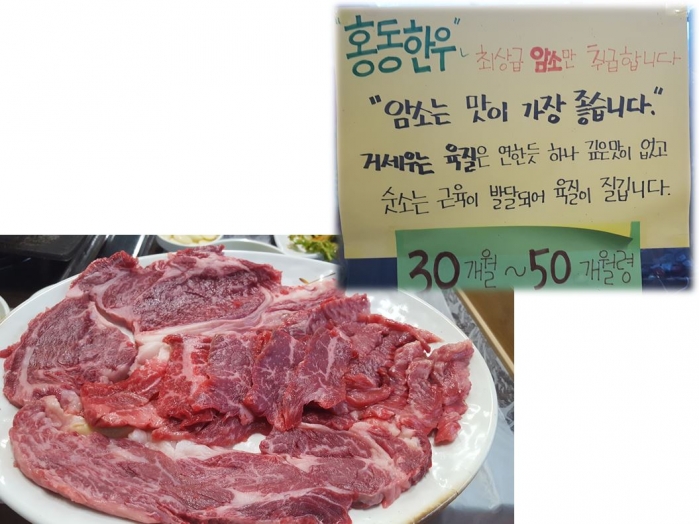 "홍동한우" 최상급 암소만 취급합니다
"암소는 맛이 가장 좋습니다."
거세우는 육질은 연한듯 하나 깊은맛이 없고
숫소는 근육이 발달되어 육질이 질깁니다.
30개월 ~ 50개월령